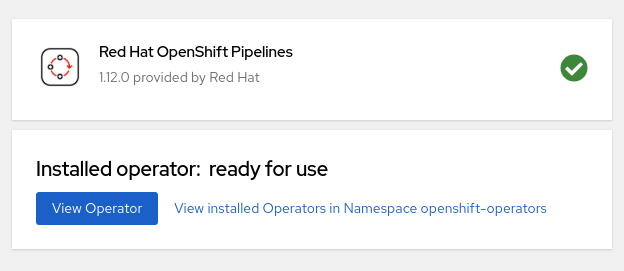 Red Hat OpenShift Pipelines
1.12.0 provided by Red Hat
Installed operator: ready for use
View Operator
View installed Operators in Namespace openshift-operators